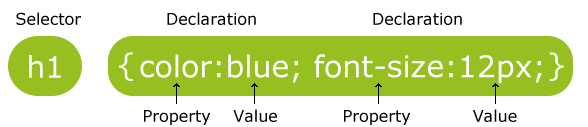 Selector Declaration Declaration
h1 {color:blue; font-size:12px;}
Property Value Property Value